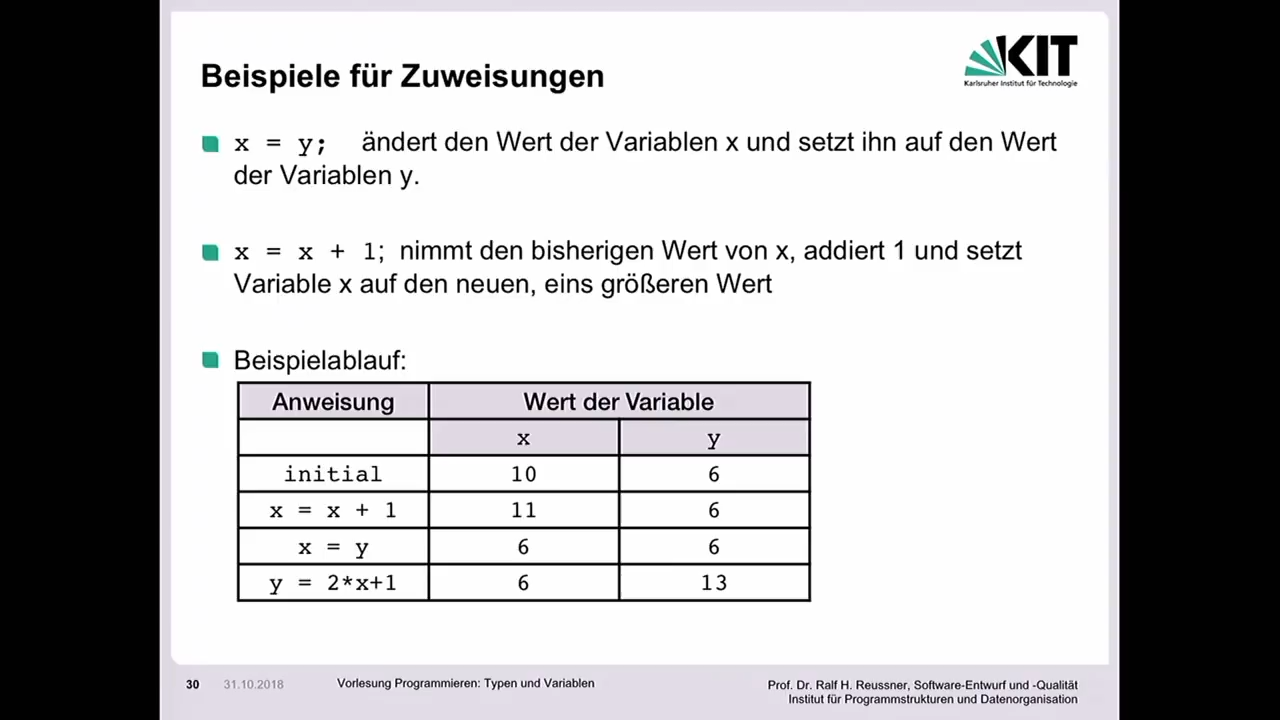 KIT
Karlsruher Institut für Technologie
Beispiele für Zuweisungen
x = y; ändert den Wert der Variablen x und setzt ihn auf den Wert
der Variablen y.
x = x + 1; nimmt den bisherigen Wert von x, addiert 1 und setzt
Variable x auf den neuen, eins größeren Wert
Beispielablauf:
Anweisung Wert der Variable
x y
initial 10 6
x = x + 1 11 6
x = y 6 6
y = 2*x+1 6 13
30 31.10.2018 Vorlesung Programmieren: Typen und Variablen
Prof. Dr. Ralf H. Reussner, Software-Entwurf und -Qualität
Institut für Programmstrukturen und Datenorganisation